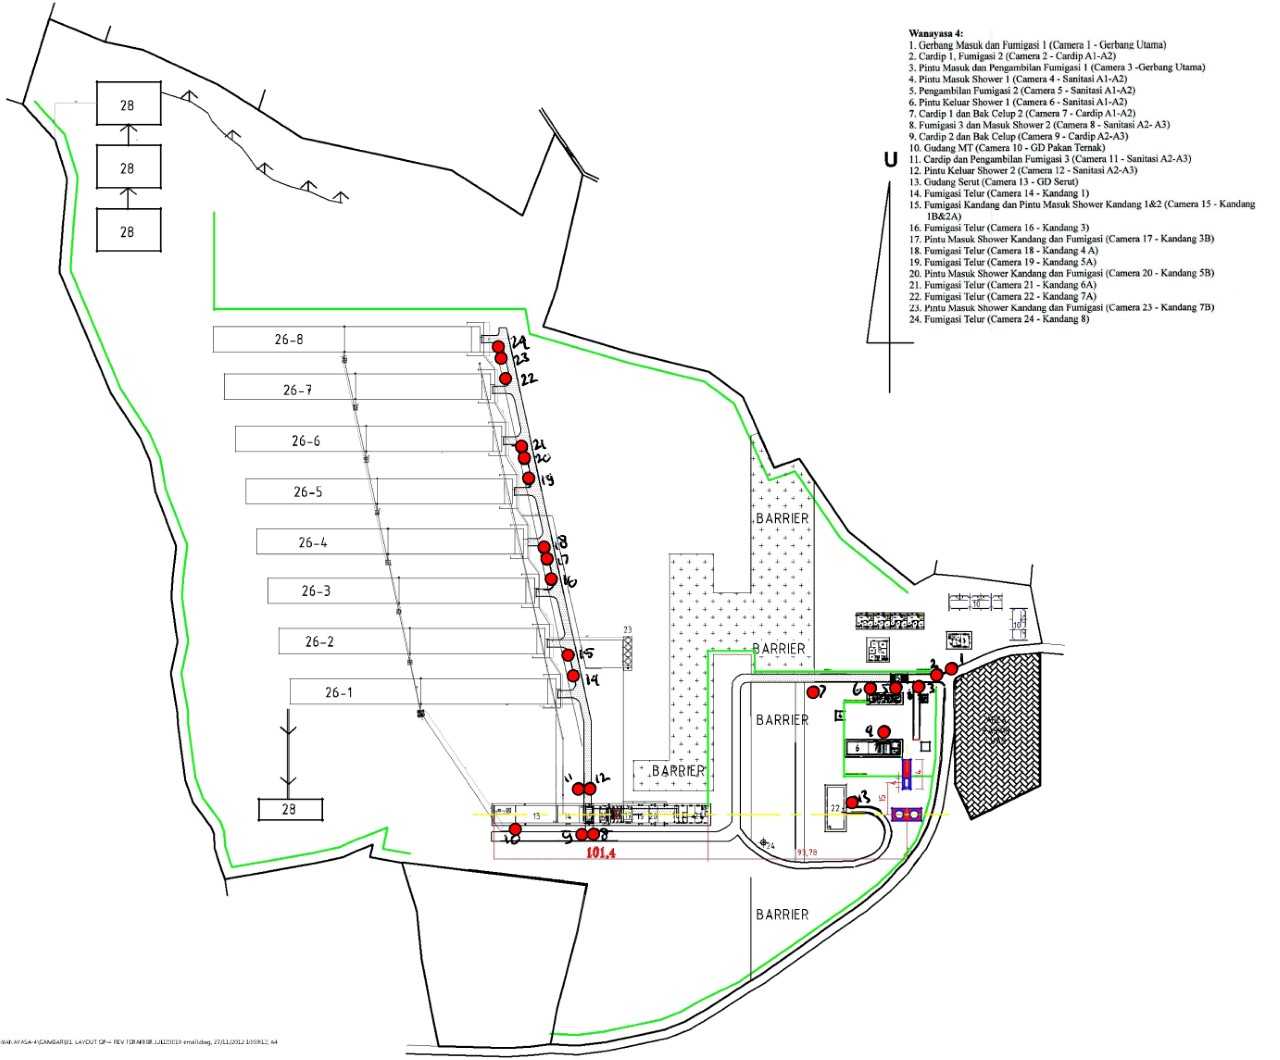 Wanayasa 4:
1. Gerbang Masuk dan Fumigasi 1 (Camera 1 - Gerbang Utama)
2. Cardip 1, Fumigasi 2 (Camera 2 - Cardip A1-A2)
3. Pintu Masuk dan Pengambilan Fumigasi 1 (Camera 3 -Gerbang Utama)
4. Pintu Masuk Shower 1 (Camera 4 - Sanitasi A1-A2)
5. Pengambilan Fumigasi 2 (Camera 5 - Sanitasi A1-A2)
6. Pintu Keluar Shower 1 (Camera 6 - Sanitasi A1-A2)
7. Cardip 1 dan Bak Celup 2 (Camera 7 - Cardip A1-A2)
8. Fumigasi 3 dan Masuk Shower 2 (Camera 8 - Sanitasi A2- A3)
9. Cardip 2 dan Bak Celup (Camera 9 - Cardip A2-A3)
10. Gudang MT (Camera 10 - GD Pakan Ternak)
11. Cardip dan Pengambilan Fumigasi 3 (Camera 11 - Sanitasi A2-A3)
12. Pintu Keluar Shower 2 (Camera 12 - Sanitasi A2-A3)
13. Gudang Serut (Camera 13 - GD Serut)
14. Fumigasi Telur (Camera 14 - Kandang 1)
15. Fumigasi Kandang dan Pintu Masuk Shower Kandang 1&2 (Camera 15 - Kandang
1B&2A)
16. Fumigasi Telur (Camera 16 - Kandang 3)
17. Pintu Masuk Shower Kandang dan Fumigasi (Camera 17 - Kandang 3B)
18. Fumigasi Telur (Camera 18 - Kandang 4 A)
19. Fumigasi Telur (Camera 19 - Kandang 5A)
20. Pintu Masuk Shower Kandang dan Fumigasi (Camera 20 - Kandang 5B)
21. Fumigasi Telur (Camera 21 - Kandang 6A)
22. Fumigasi Telur (Camera 22 - Kandang 7A)
23. Pintu Masuk Shower Kandang dan Fumigasi (Camera 23 - Kandang 7B)
24. Fumigasi Telur (Camera 24 - Kandang 8)
U
28
28
28
26-8
24
23
26-7
22
26-6
21
20
26-5
19
BARRIER
26-4
18
17
26-3
16
10
10
23
26-2
15
BARRIER
1
2
26-1
14
7
6
5
3
BARRIER
9
6
BARRIER
11
12
15
13
28
22
13
10
9
8
24
101,4
93,78
BARRIER